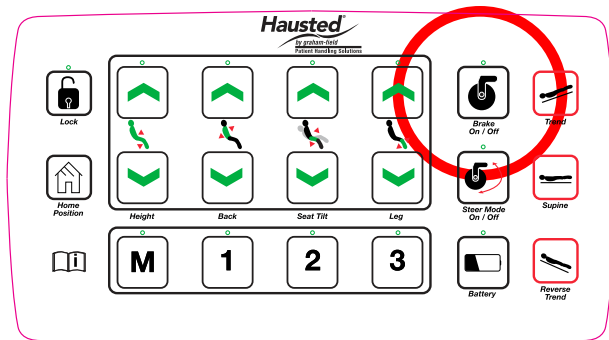 Hausted®
by graham-field
Patient Handling Solutions
Lock
Brake
On / Off
Trend
Home
Position
Height
Back
Seat Tilt
Leg
Steer Mode
On / Off
Supine
i
M
1
2
3
Battery
Reverse
Trend